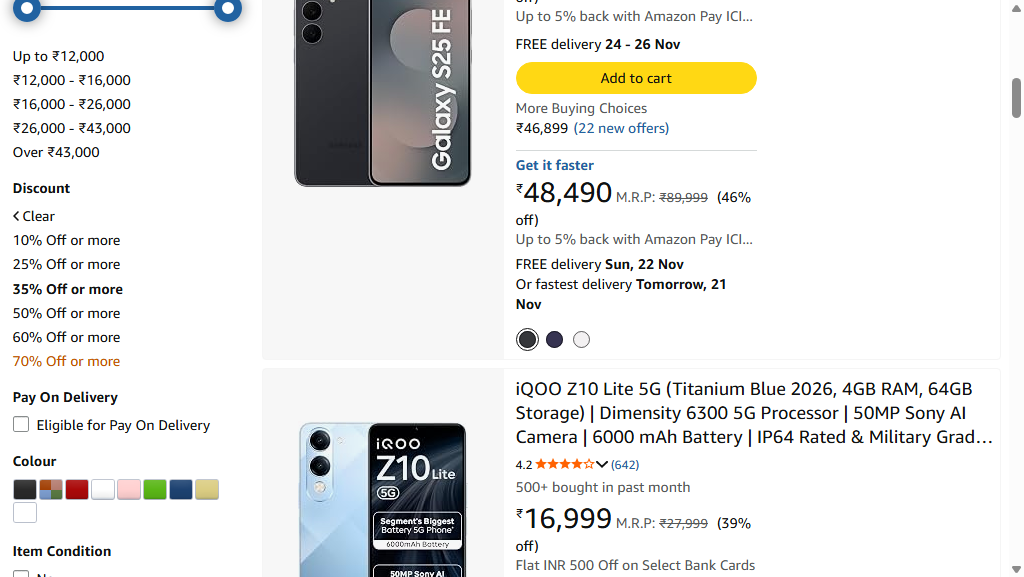 Up to ₹12,000
₹12,000 - ₹16,000
₹16,000 - ₹26,000
₹26,000 - ₹43,000
Over ₹43,000
Discount
Clear
10% Off or more
25% Off or more
35% Off or more
50% Off or more
60% Off or more
70% Off or more
Pay On Delivery
Eligible for Pay On Delivery
Colour
Item Condition
Galaxy S25 FE
Up to 5% back with Amazon Pay ICI...
FREE delivery 24 - 26 Nov
Add to cart
More Buying Choices
₹46,899 (22 new offers)
Get it faster
₹48,490 M.R.P: ₹89,999 (46%
off)
Up to 5% back with Amazon Pay ICI...
FREE delivery Sun, 22 Nov
Or fastest delivery Tomorrow, 21
Nov
iQOO
Z10 Lite
5G
Segment's Biggest
Battery 5G Phone*
6000mAh Battery
50MP Sony AI
iQOO Z10 Lite 5G (Titanium Blue 2026, 4GB RAM, 64GB
Storage) | Dimensity 6300 5G Processor | 50MP Sony AI
Camera | 6000 mAh Battery | IP64 Rated & Military Grad...
4.2 (642)
500+ bought in past month
₹16,999 M.R.P: ₹27,999 (39%
off)
Flat INR 500 Off on Select Bank Cards